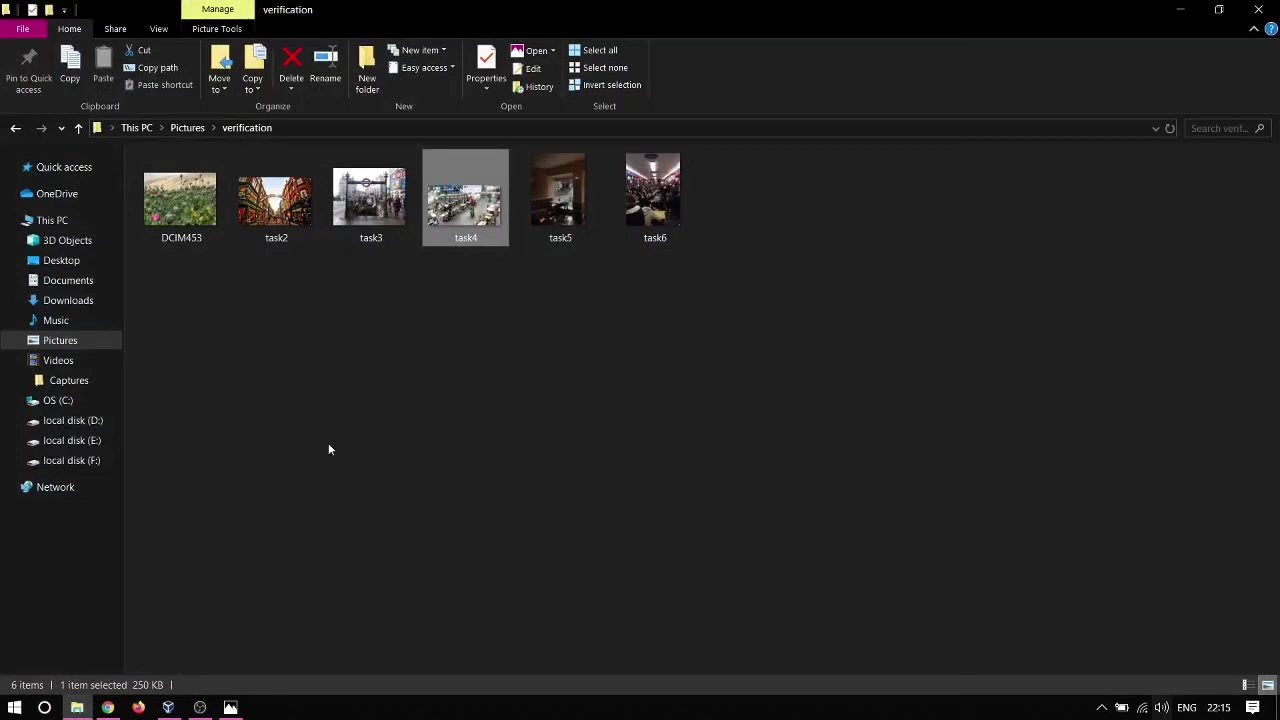 Manage
verification
File
Home
Share
View
Picture Tools
Pin to Quick
access
Copy
Paste
Cut
Copy path
Paste shortcut
Clipboard
Move
to
Copy
to
Delete
Rename
Organize
New
folder
New item
Easy access
New
Properties
Open
Edit
History
Open
Select all
Select none
Invert selection
Select
This PC
Pictures
verification
Search verif...
Quick access
OneDrive
This PC
3D Objects
Desktop
Documents
Downloads
Music
Pictures
Videos
Captures
OS (C:)
local disk (D:)
local disk (E:)
local disk (F:)
Network
DCIM453
task2
task3
task4
task5
task6
6 items
1 item selected 250 KB
ENG
22:15